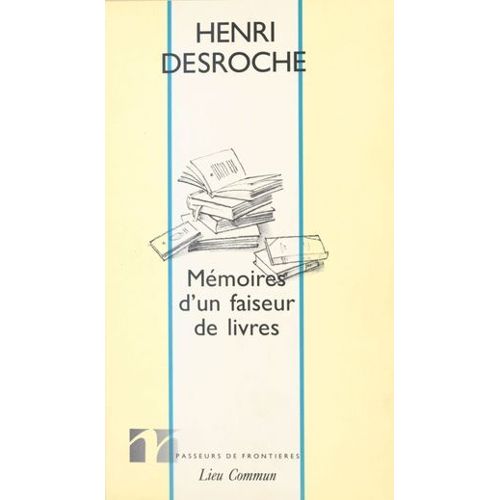 HENRI
DESROCHE
Mémoires
d'un faiseur
de livres
PASSEURS DE FRONTIERES
Lieu Commun